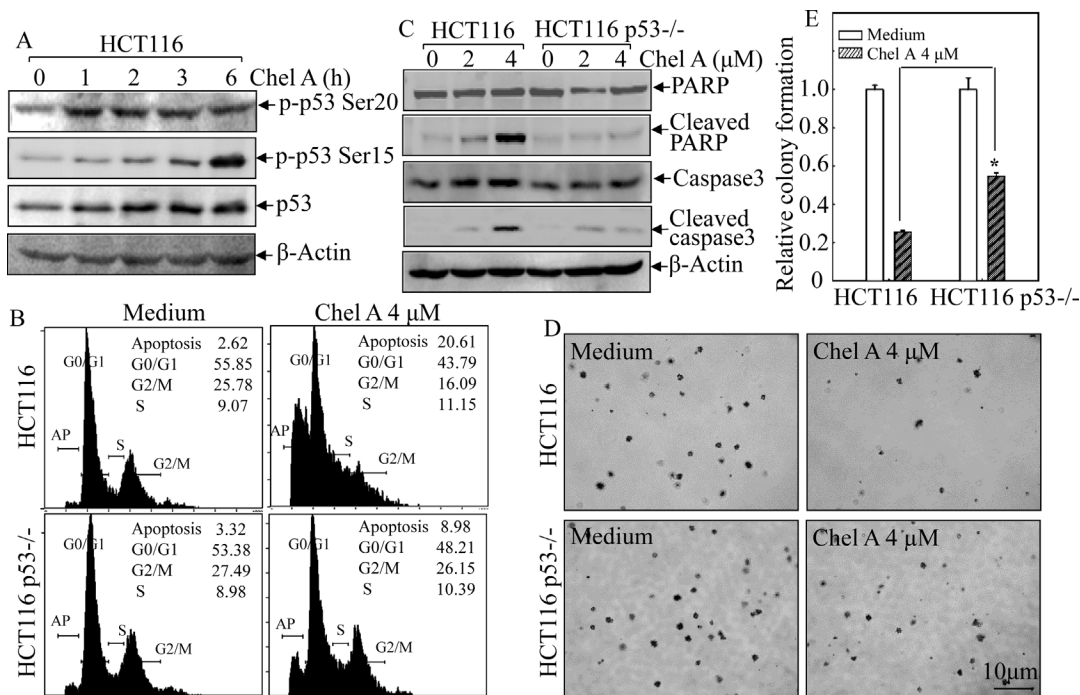 A
HCT116
0 1 2 3 6 Chel A (h)
p-p53 Ser20
p-p53 Ser15
p53
β-Actin
C
HCT116 HCT116 p53-/-
0 2 4 0 2 4 Chel A (μM)
PARP
Cleaved
PARP
Caspase3
Cleaved
caspase3
β-Actin
E
Medium
Chel A 4 μM
Relative colony formation
1.0
0.8
0.6
0.4
0.2
0
*
HCT116 HCT116 p53-/-
B
Medium Chel A 4 μM
HCT116
G0/G1
Apoptosis 2.62
G0/G1 55.85
G2/M 25.78
S 9.07
AP
S
G2/M
G0/G1
Apoptosis 20.61
G0/G1 43.79
G2/M 16.09
S 11.15
AP
S
G2/M
HCT116 p53-/-
G0/G1
Apoptosis 3.32
G0/G1 53.38
G2/M 27.49
S 8.98
AP
S
G2/M
G0/G1
Apoptosis 8.98
G0/G1 48.21
G2/M 26.15
S 10.39
AP
S
G2/M
D
HCT116
Medium
Chel A 4 μM
HCT116 p53-/-
Medium
Chel A 4 μM
10μm